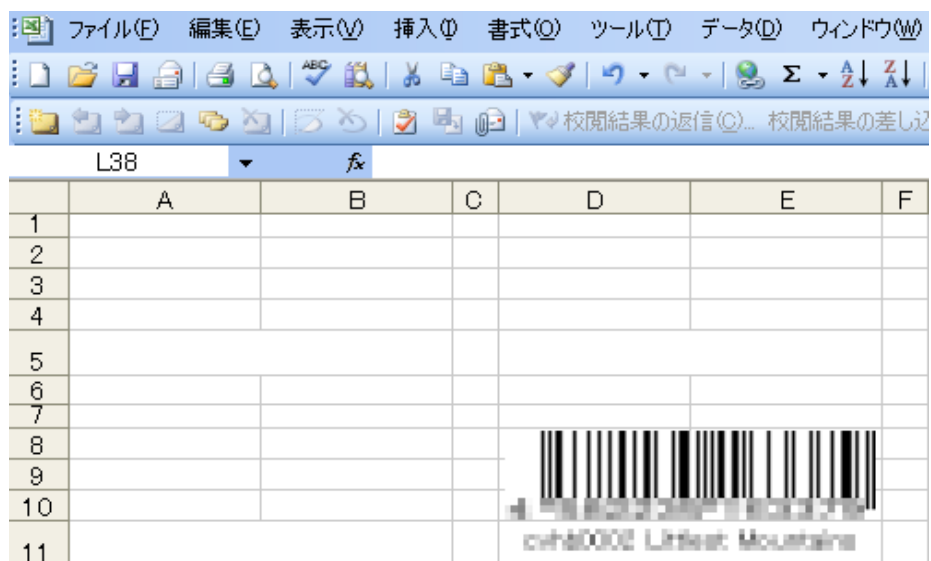 ファイル(F) 編集(E) 表示(V) 挿入(I) 書式(O) ツール(T) データ(D) ウィンドウ(W)
ABC Σ A Z Z A
校閲結果の返信(C)... 校閲結果の差し込
L38 fx
A B C D E F
1
2
3
4
5
6
7
8
9
10
11